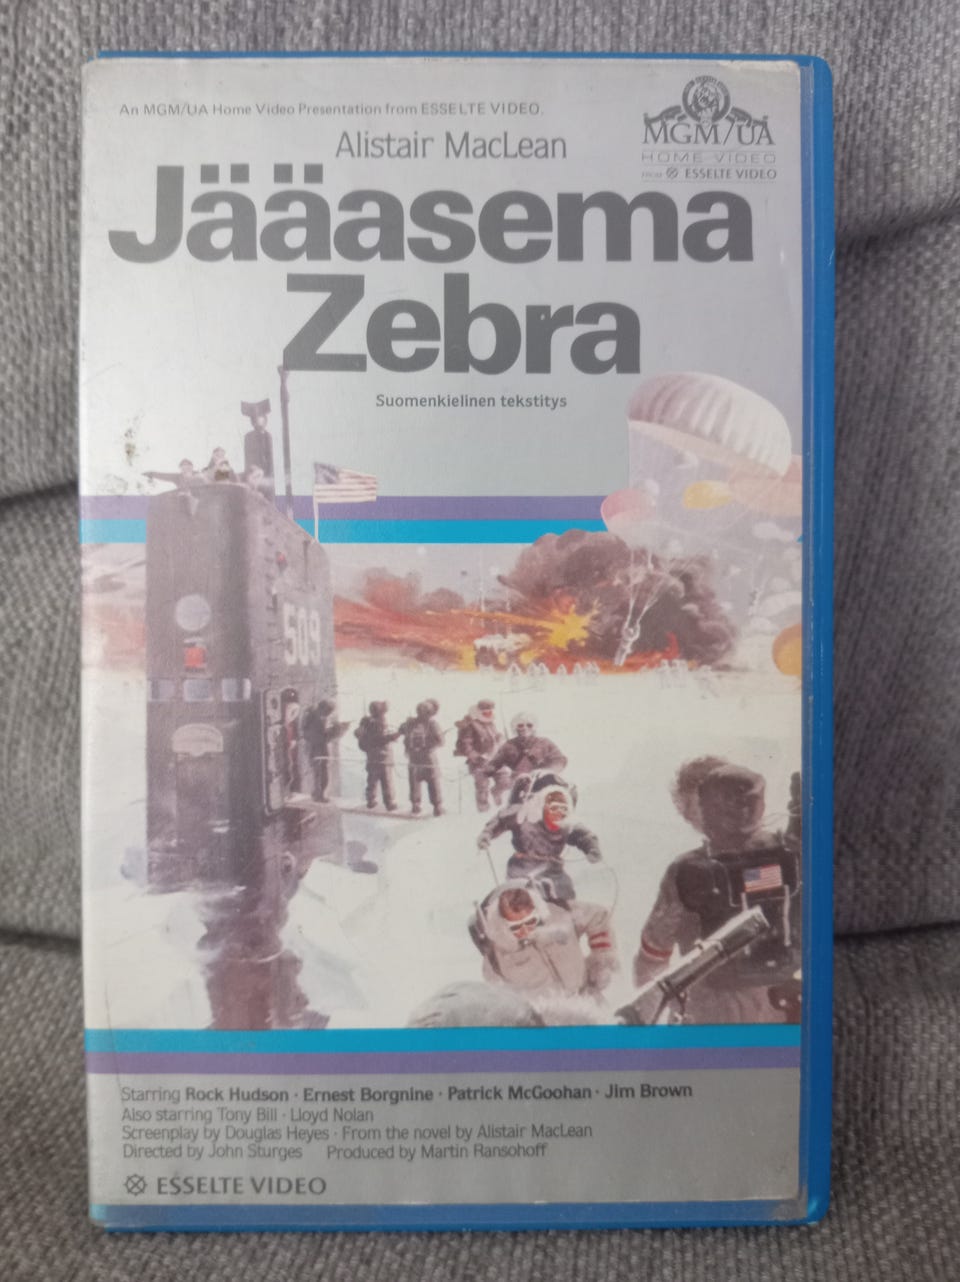 An MGM/UA Home Video Presentation from ESSELTE VIDEO.
MGM/UA
HOME VIDEO
FROM ESSELTE VIDEO
Alistair MacLean
Jääasema
Zebra
Suomenkielinen tekstitys
509
Starring Rock Hudson · Ernest Borgnine · Patrick McGoohan · Jim Brown
Also starring Tony Bill · Lloyd Nolan
Screenplay by Douglas Heyes · From the novel by Alistair MacLean
Directed by John Sturges Produced by Martin Ransohoff
ESSELTE VIDEO